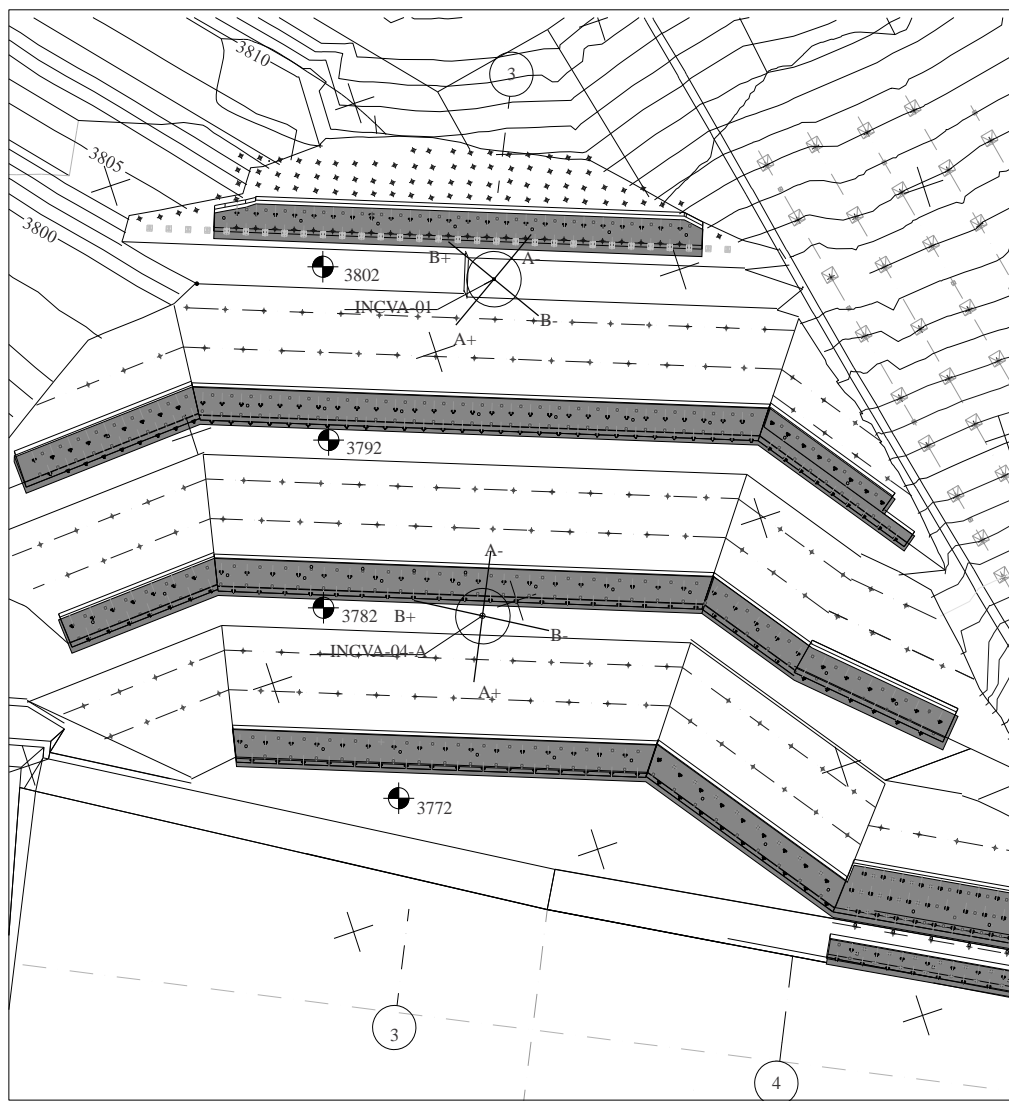 3810
3
3805
3800
B+
A-
3802
INCVA-01
B-
A+
3792
A-
3782
B+
B-
INCVA-04-A
A+
3772
3
4